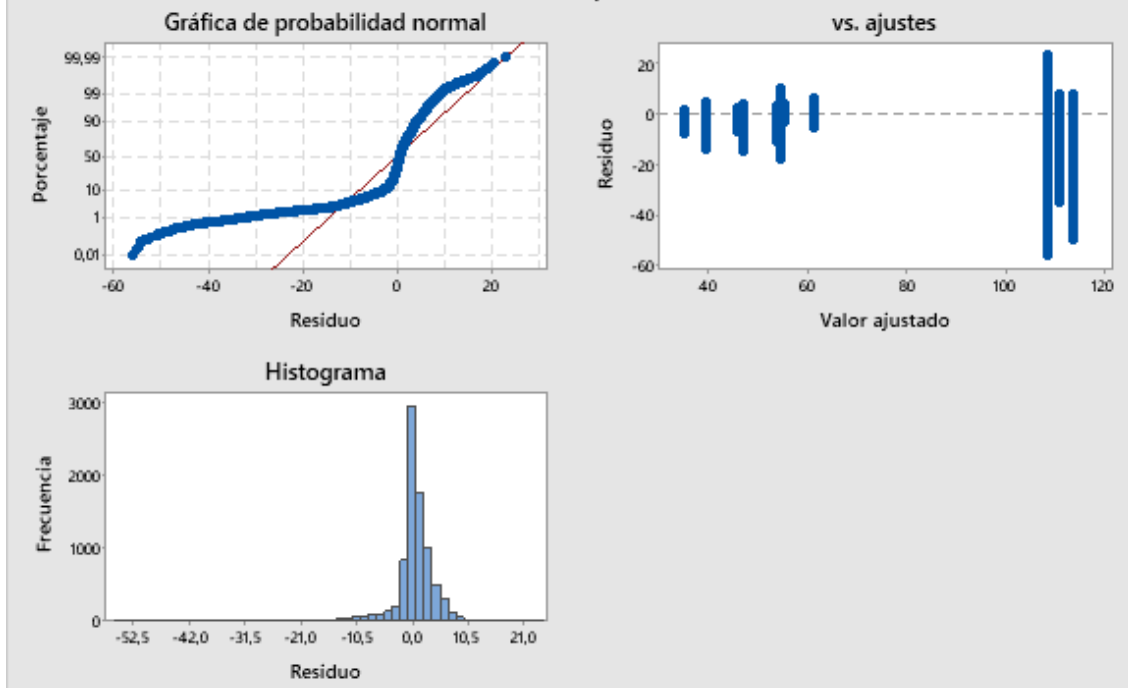 Gráfica de probabilidad normal
99,99
99
90
50
10
1
0,01
Porcentaje
-60 -40 -20 0 20
Residuo
vs. ajustes
20
0
-20
-40
-60
Residuo
40 60 80 100 120
Valor ajustado
Histograma
3000
2000
1000
0
Frecuencia
-52,5 -42,0 -31,5 -21,0 -10,5 0,0 10,5 21,0
Residuo